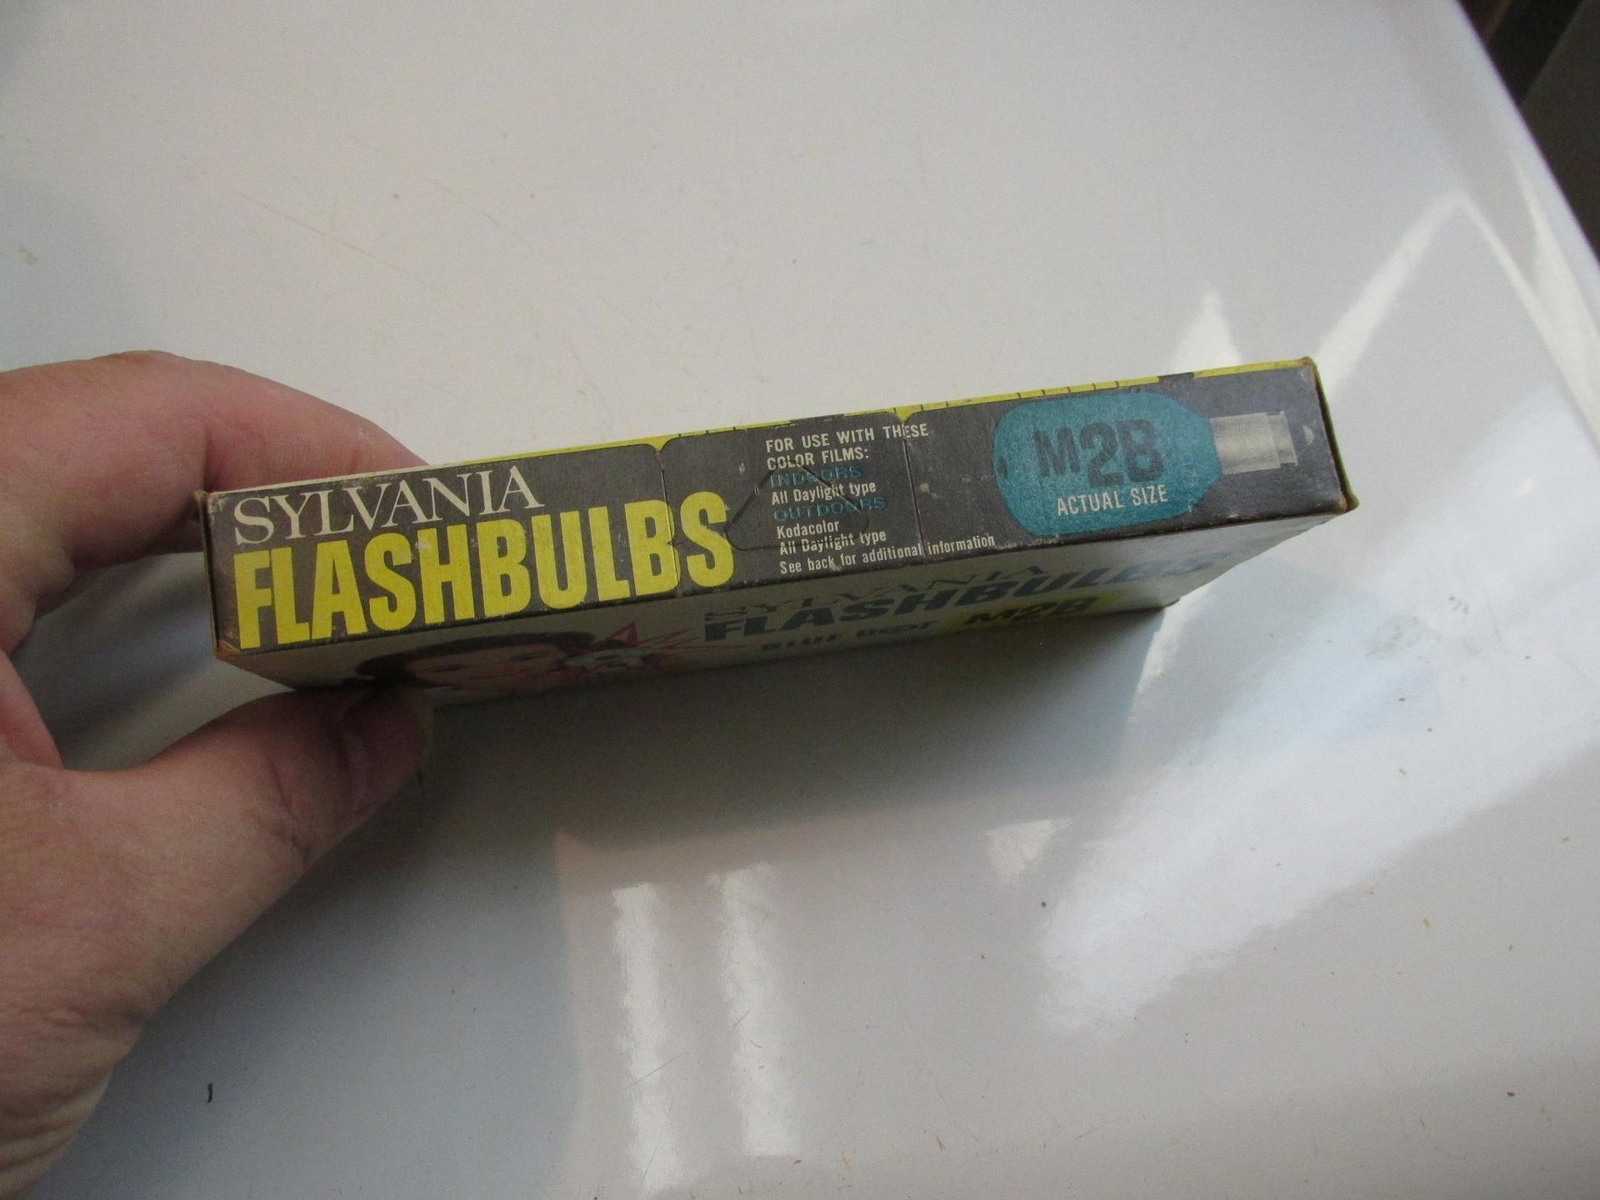 SYLVANIA
FLASHBULBS
FOR USE WITH THESE
COLOR FILMS:
INDOORS
All Daylight type
OUTDOORS
Kodacolor
All Daylight type
See back for additional information
M2B
ACTUAL SIZE
SYLVANIA
FLASHBULBS
BLUE DOT
M2B